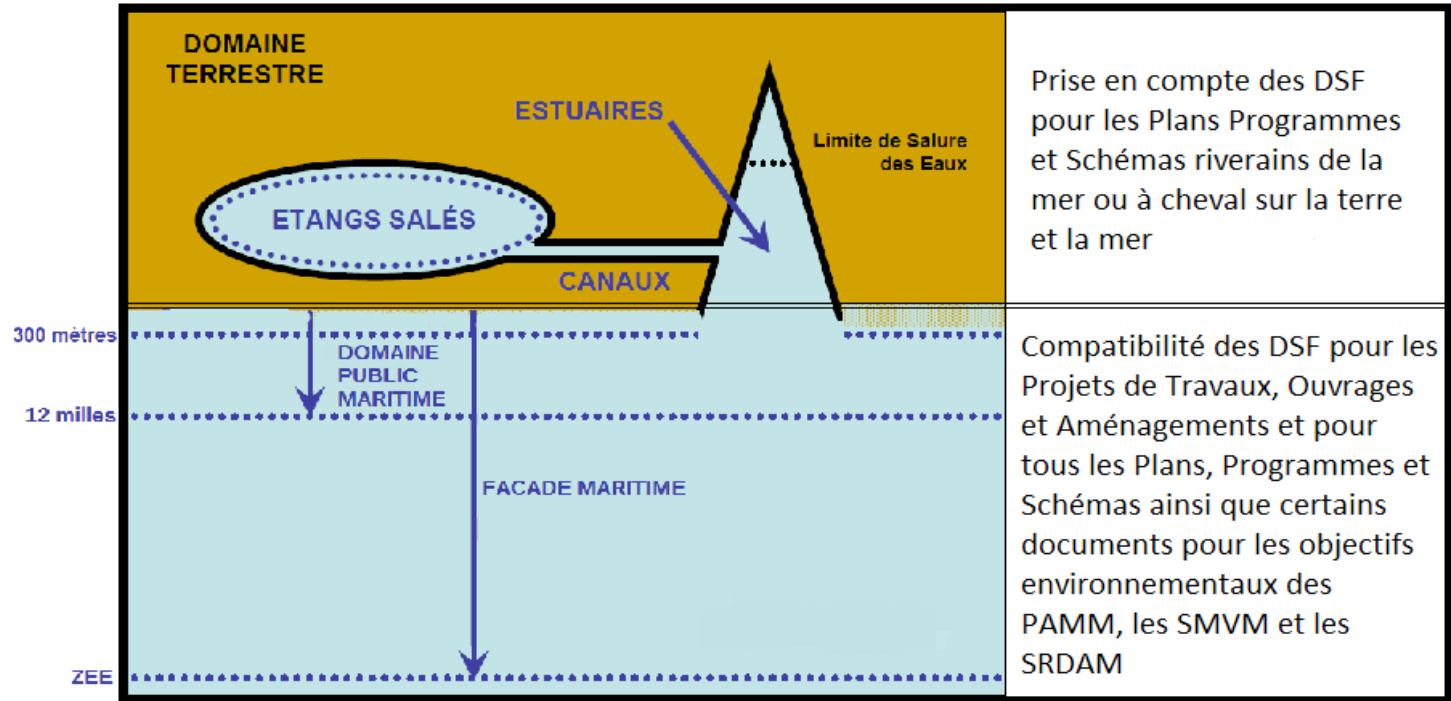 DOMAINE
TERRESTRE
ESTUAIRES
Limite de Salure
des Eaux
ETANGS SALÉS
CANAUX
Prise en compte des DSF
pour les Plans Programmes
et Schémas riverains de la
mer ou à cheval sur la terre
et la mer
300 mètres
DOMAINE
PUBLIC
MARITIME
12 milles
FACADE MARITIME
ZEE
Compatibilité des DSF pour les
Projets de Travaux, Ouvrages
et Aménagements et pour
tous les Plans, Programmes et
Schémas ainsi que certains
documents pour les objectifs
environnementaux des
PAMM, les SMVM et les
SRDAM